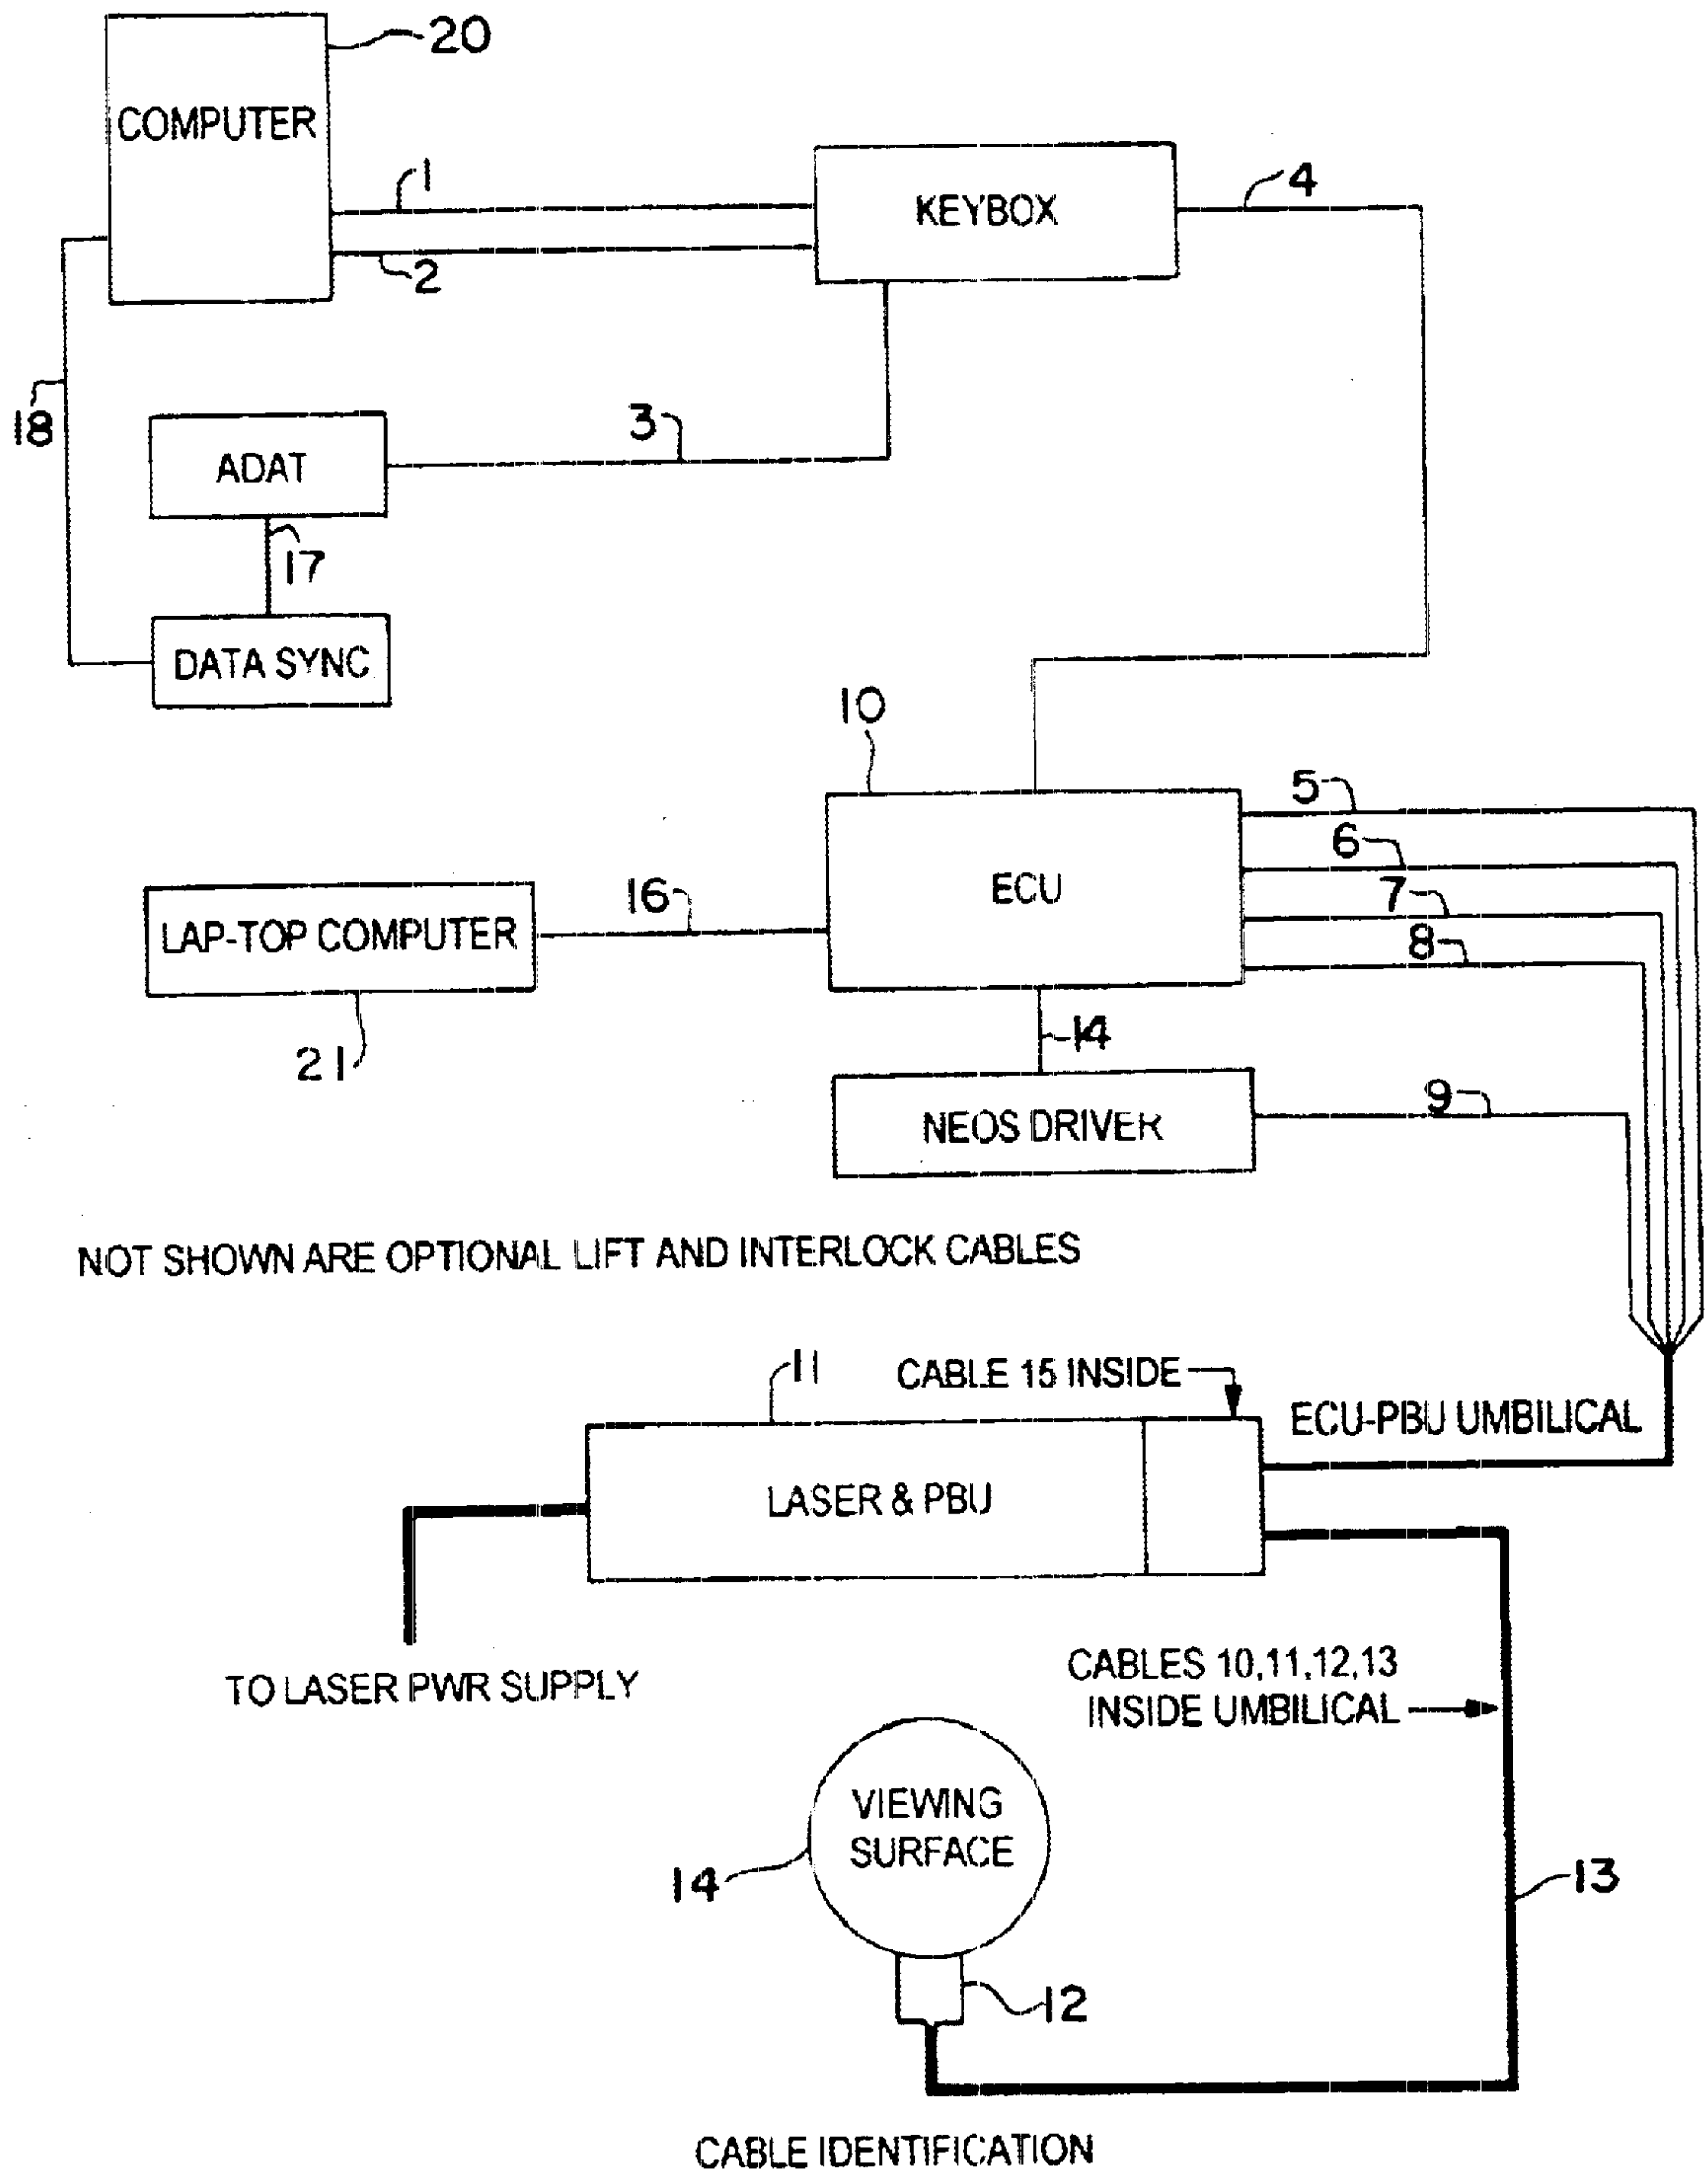 20
COMPUTER
1
2
KEYBOX
4
18
3
ADAT
17
DATA SYNC
10
5
6
7
8
ECU
16
LAP-TOP COMPUTER
21
14
NEOS DRIVER
9
NOT SHOWN ARE OPTIONAL LIFT AND INTERLOCK CABLES
11
CABLE 15 INSIDE
ECU-PBU UMBILICAL
LASER & PBU
TO LASER PWR SUPPLY
CABLES 10,11,12,13
INSIDE UMBILICAL
VIEWING
SURFACE
14
13
12
CABLE IDENTIFICATION